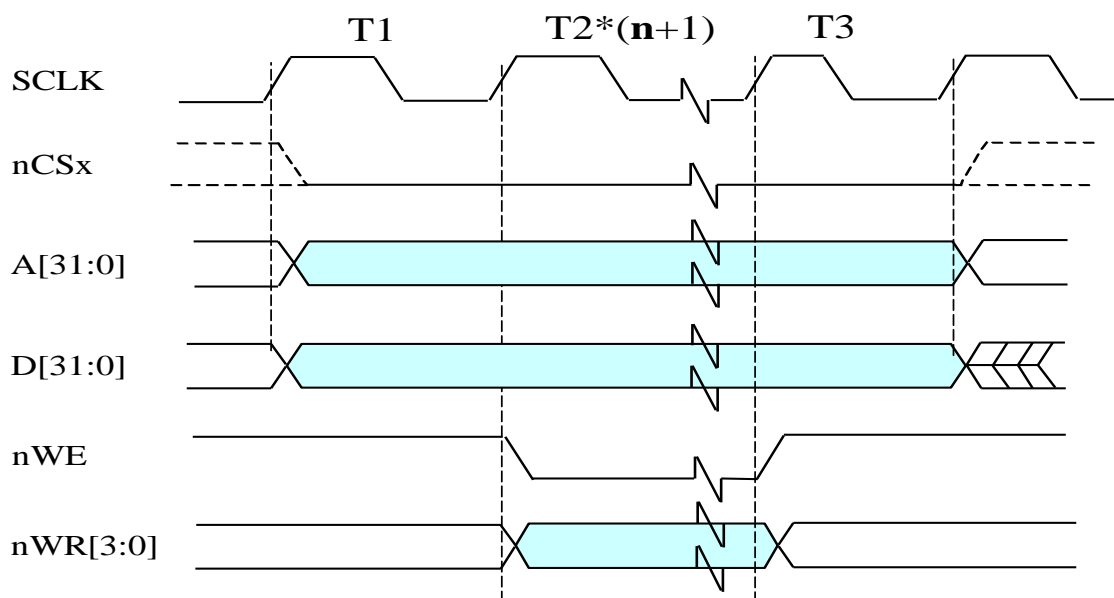 T1 T2*(n+1) T3
SCLK
nCSx
A[31:0]
D[31:0]
nWE
nWR[3:0]